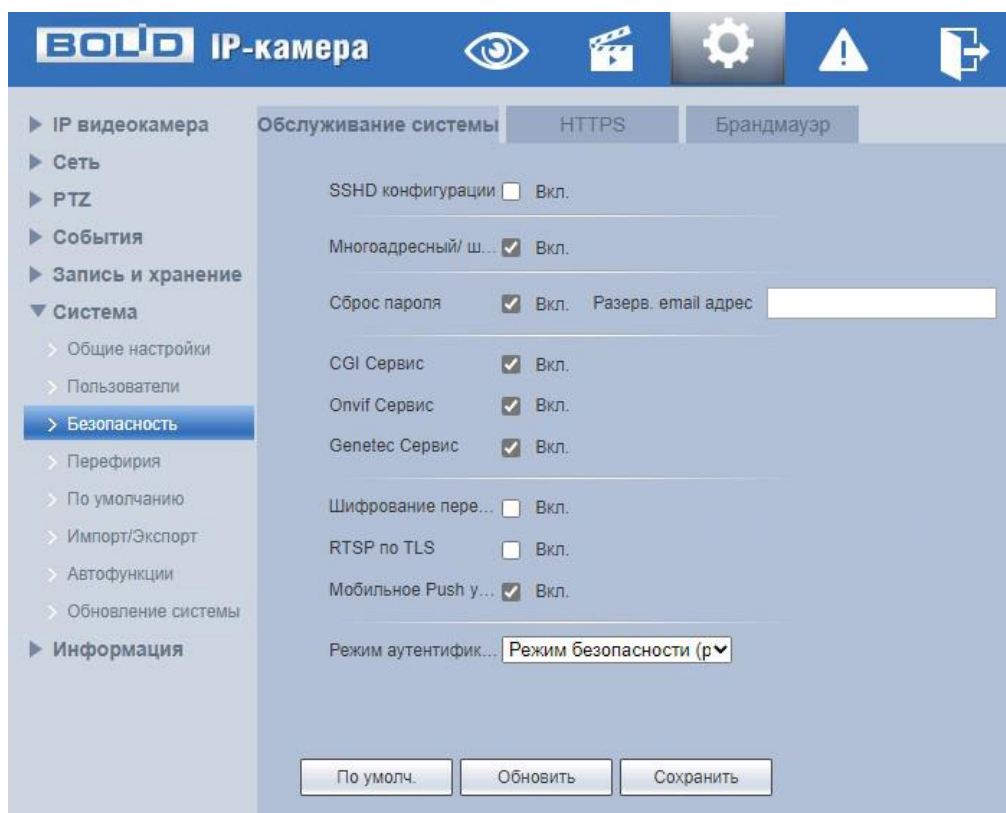 BOLID IP-камера
IP видеокамера
Сеть
PTZ
События
Запись и хранение
Система
Общие настройки
Пользователи
Безопасность
Перефирия
По умолчанию
Импорт/Экспорт
Автофункции
Обновление системы
Информация
Обслуживание системы HTTPS Брандмауэр
SSHD конфигурации Вкл.
Многоадресный/ ш... Вкл.
Сброс пароля Вкл. Разерв. email адрес
CGI Сервис Вкл.
Onvif Сервис Вкл.
Genetec Сервис Вкл.
Шифрование пере... Вкл.
RTSP по TLS Вкл.
Мобильное Push у... Вкл.
Режим аутентифик... Режим безопасности (р
По умолч. Обновить Сохранить